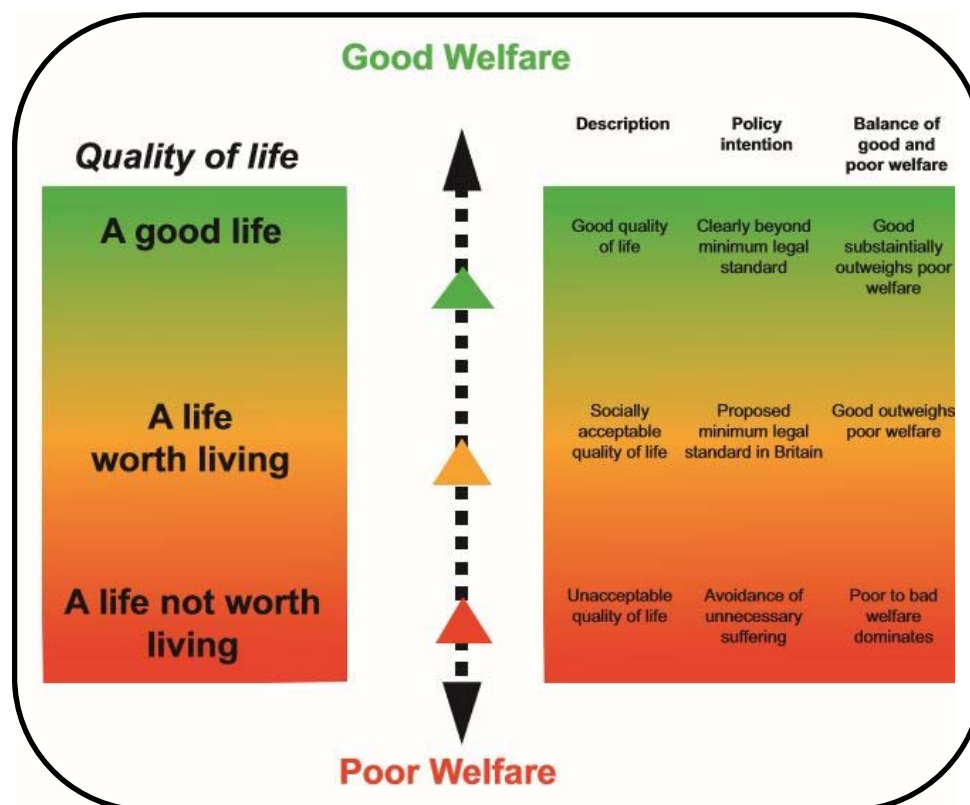 Good Welfare
Quality of life
Description
Policy
intention
Balance of
good and
poor welfare
A good life
Good quality
of life
Clearly beyond
minimum legal
standard
Good
substaintially
outweighs poor
welfare
A life
worth living
Socially
acceptable
quality of life
Proposed
minimum legal
standard in Britain
Good outweighs
poor welfare
A life not worth
living
Unacceptable
quality of life
Avoidance of
unnecessary
suffering
Poor to bad
welfare
dominates
Poor Welfare